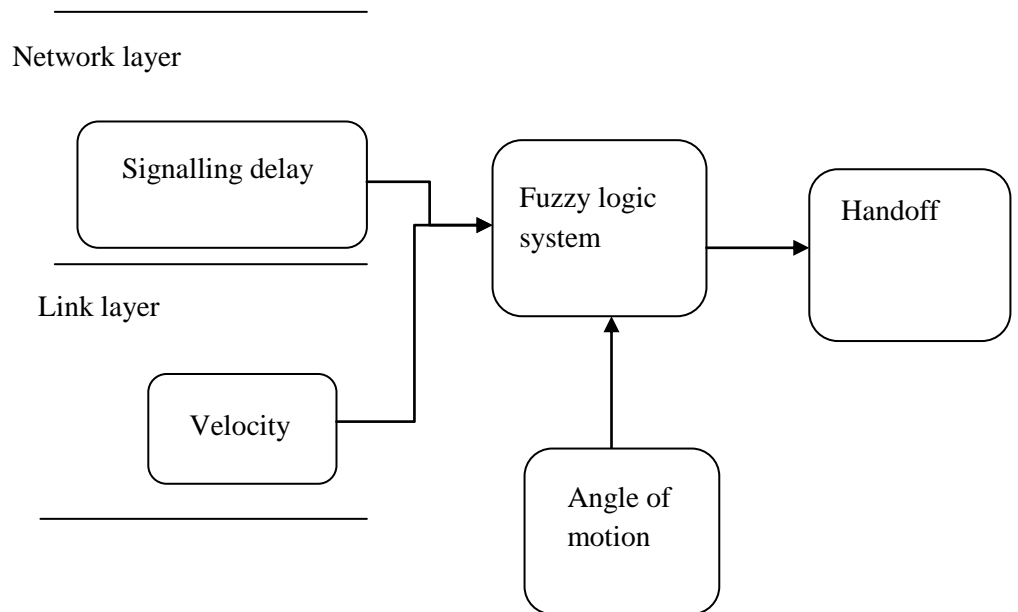 Network layer
Signalling delay
Fuzzy logic
system
Handoff
Link layer
Velocity
Angle of
motion